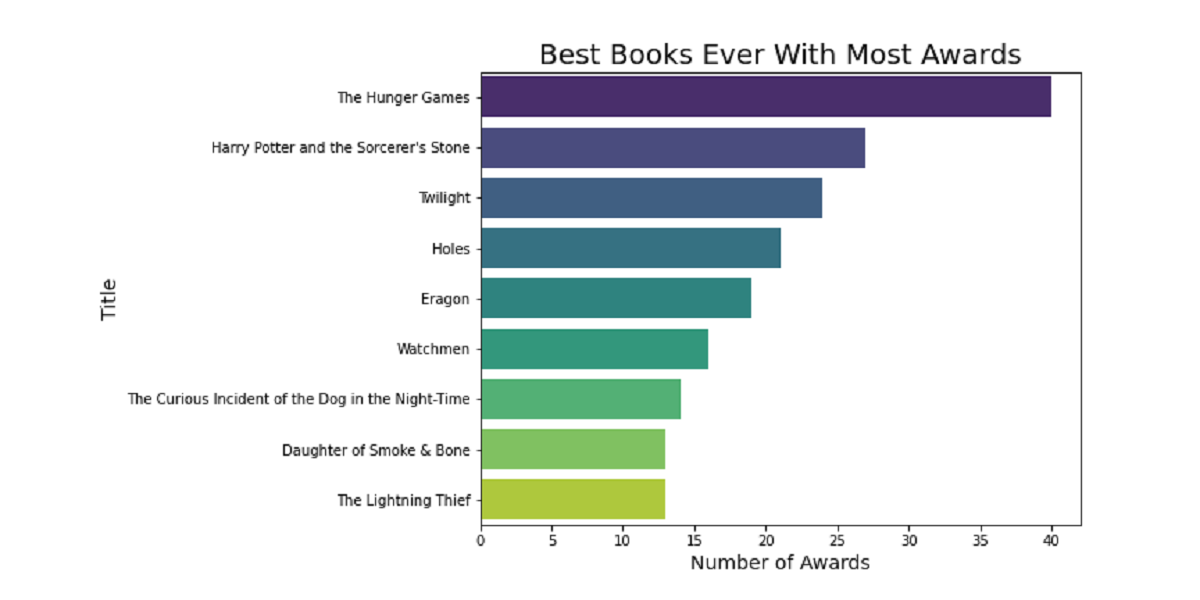 Best Books Ever With Most Awards
The Hunger Games
Harry Potter and the Sorcerer's Stone
Twilight
Holes
Eragon
Watchmen
The Curious Incident of the Dog in the Night-Time
Daughter of Smoke & Bone
The Lightning Thief
Title
0 5 10 15 20 25 30 35 40
Number of Awards